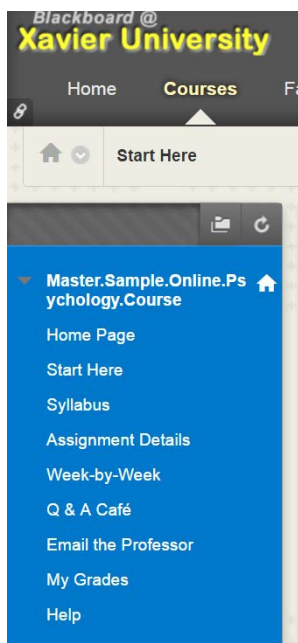 Blackboard @
Xavier University
Home Courses
Start Here
Master.Sample.Online.Ps
ychology.Course
Home Page
Start Here
Syllabus
Assignment Details
Week-by-Week
Q & A Café
Email the Professor
My Grades
Help